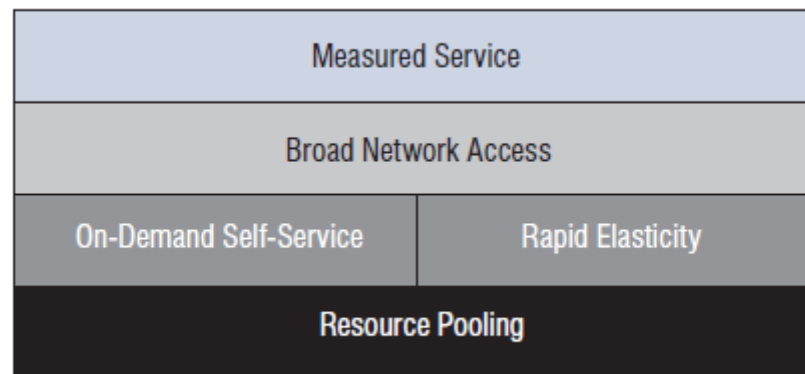 Measured Service
Broad Network Access
On-Demand Self-Service
Rapid Elasticity
Resource Pooling